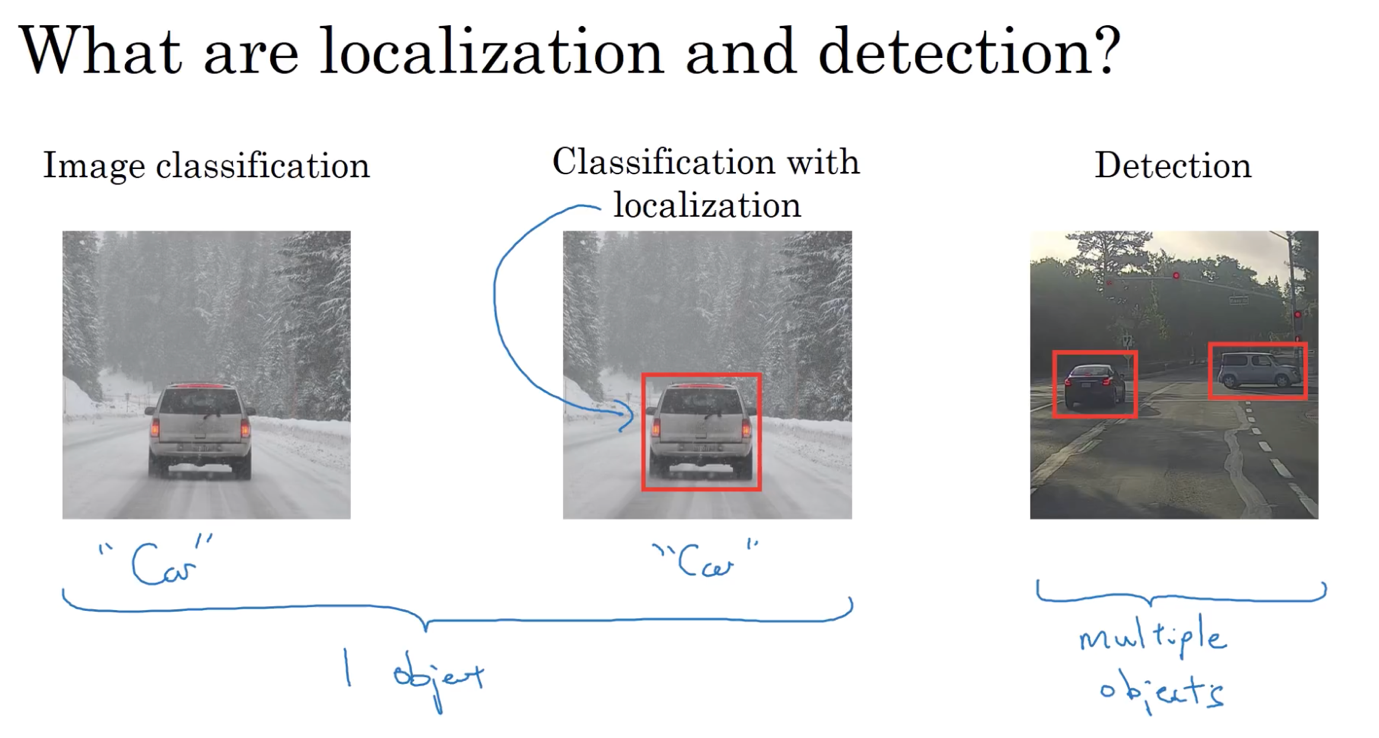 What are localization and detection?
Image classification
Classification with
localization
Detection
"Car"
"Car"
1 object
multiple
objects